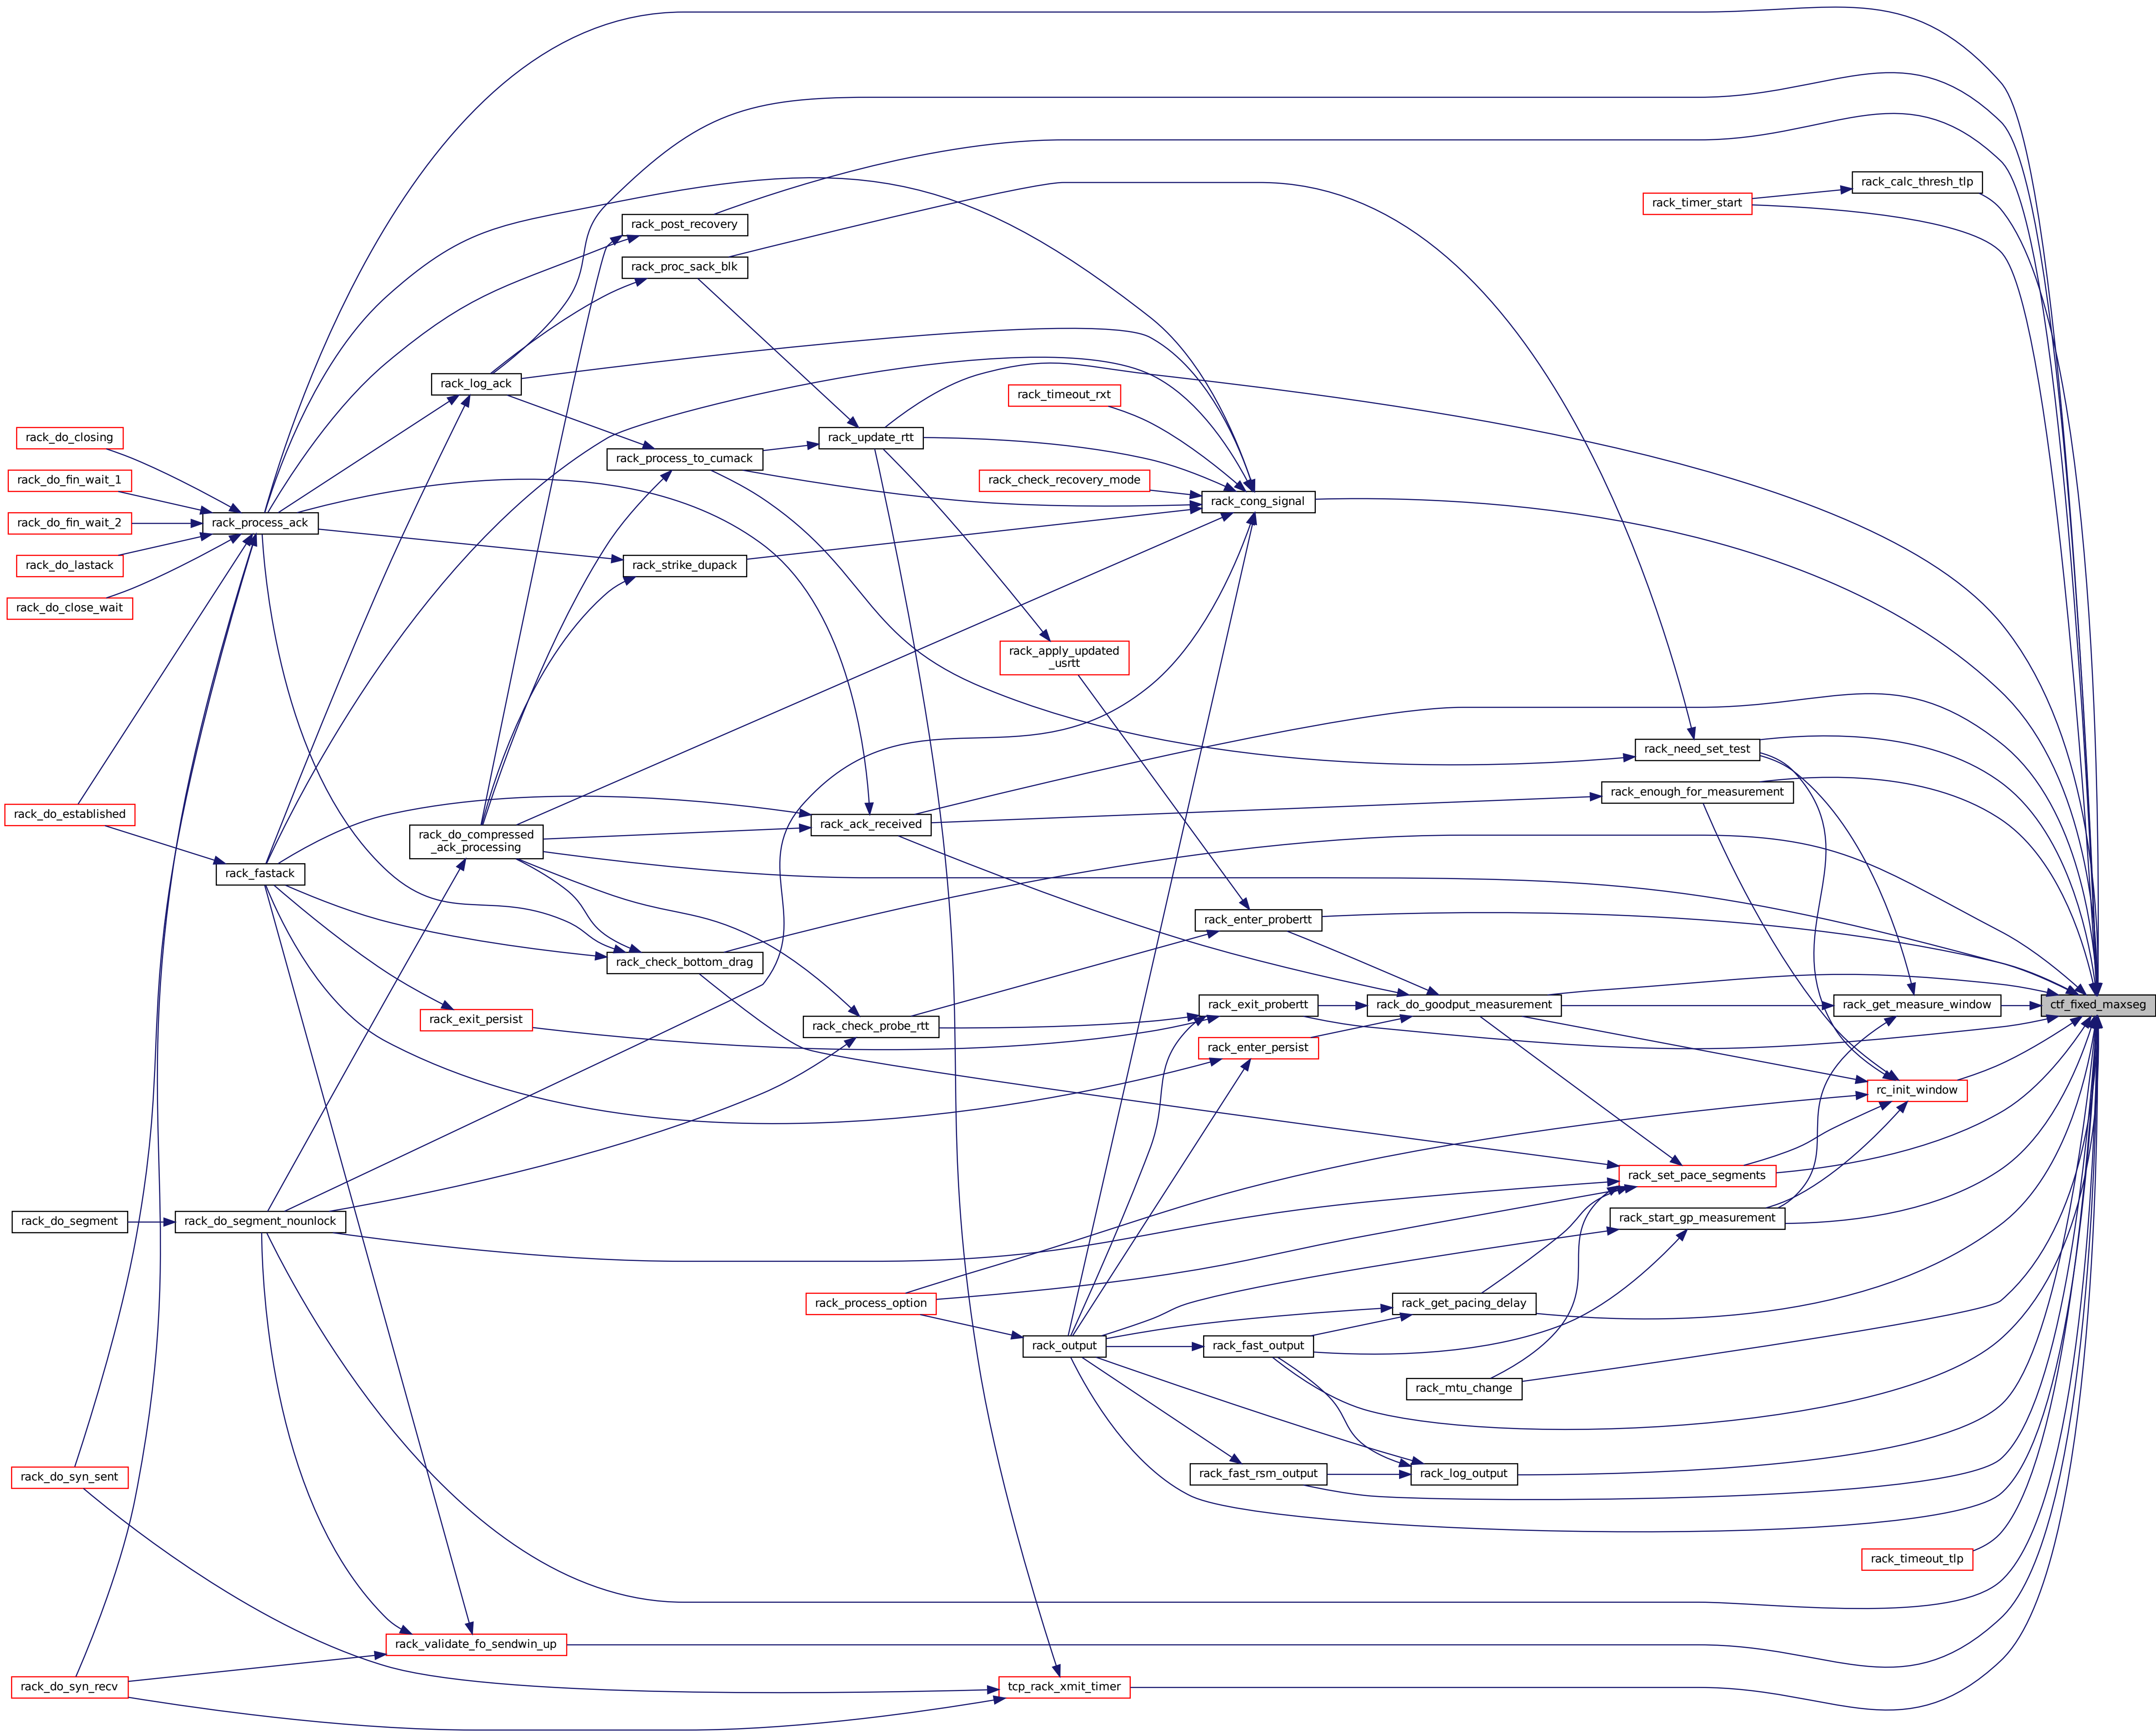 rack_calc_thresh_tlp
rack_timer_start
rack_post_recovery
rack_proc_sack_blk
rack_log_ack
rack_timeout_rxt
rack_do_closing
rack_update_rtt
rack_process_to_cumack
rack_do_fin_wait_1
rack_check_recovery_mode
rack_cong_signal
rack_do_fin_wait_2
rack_process_ack
rack_do_lastack
rack_strike_dupack
rack_do_close_wait
rack_apply_updated
_usrtt
rack_need_set_test
rack_enough_for_measurement
rack_do_established
rack_ack_received
rack_do_compressed
_ack_processing
rack_fastack
rack_enter_probertt
rack_check_bottom_drag
rack_exit_probertt
rack_do_goodput_measurement
rack_get_measure_window
ctf_fixed_maxseg
rack_exit_persist
rack_check_probe_rtt
rack_enter_persist
rc_init_window
rack_set_pace_segments
rack_do_segment
rack_do_segment_nounlock
rack_start_gp_measurement
rack_process_option
rack_get_pacing_delay
rack_output
rack_fast_output
rack_mtu_change
rack_do_syn_sent
rack_fast_rsm_output
rack_log_output
rack_timeout_tlp
rack_validate_fo_sendwin_up
rack_do_syn_recv
tcp_rack_xmit_timer